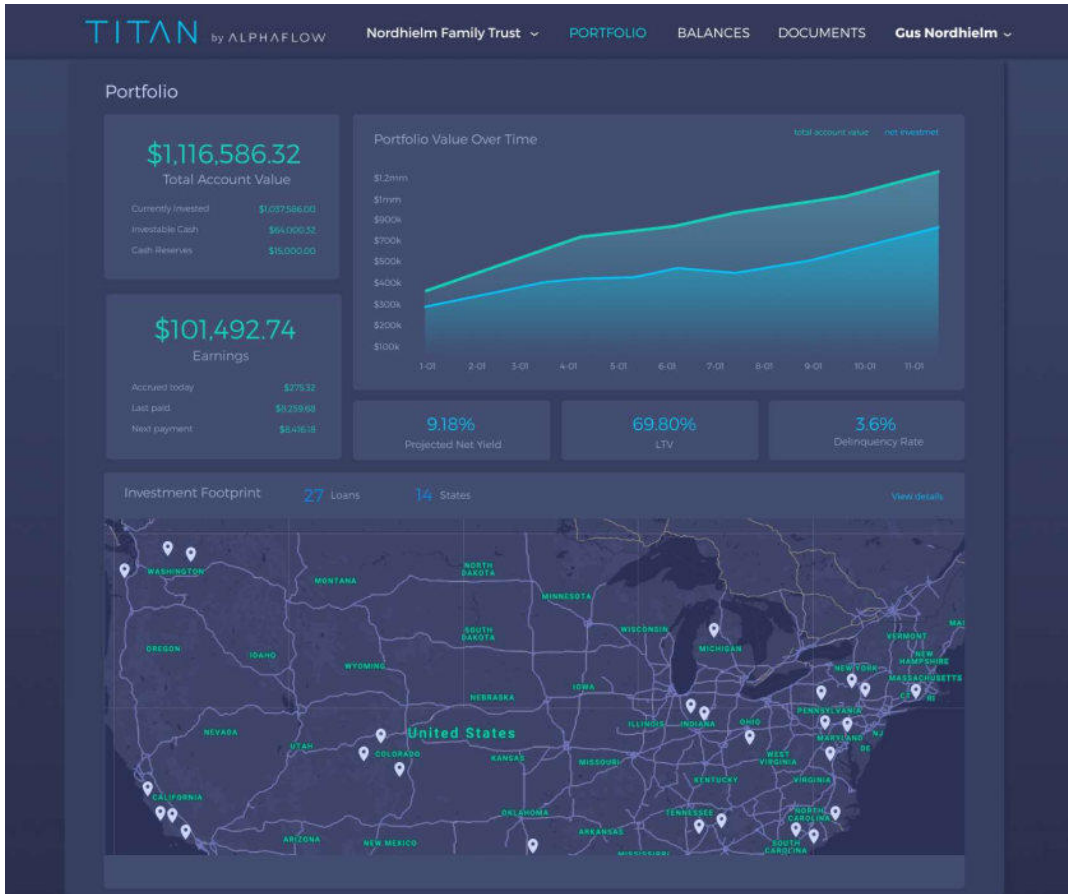 TITAN by ALPHAFLOW
Nordhielm Family Trust
PORTFOLIO
BALANCES
DOCUMENTS
Gus Nordhielm
Portfolio
$1,116,586.32
Total Account Value
Currently Invested $1,037,586.00
Investable Cash $64,000.32
Cash Reserves $15,000.00
Portfolio Value Over Time
total account value
net investmet
$1.2mm
$1mm
$900k
$700k
$500k
$400k
$300k
$200k
$100k
1-01 2-01 3-01 4-01 5-01 6-01 7-01 8-01 9-01 10-01 11-01
$101,492.74
Earnings
Accrued today $275.32
Last paid $8,259.68
Next payment $8,416.18
9.18%
Projected Net Yield
69.80%
LTV
3.6%
Delinquency Rate
Investment Footprint
27 Loans
14 States
View details
WASHINGTON
MONTANA
NORTH DAKOTA
MINNESOTA
OREGON
IDAHO
SOUTH DAKOTA
WISCONSIN
MICHIGAN
VERMONT
NEW HAMPSHIRE
WYOMING
NEW YORK
MASSACHUSETTS
CT
RI
IOWA
NEBRASKA
PENNSYLVANIA
NEVADA
UTAH
United States
ILLINOIS
INDIANA
OHIO
MARYLAND
NJ
DE
COLORADO
KANSAS
MISSOURI
WEST VIRGINIA
KENTUCKY
VIRGINIA
CALIFORNIA
OKLAHOMA
TENNESSEE
NORTH CAROLINA
ARIZONA
NEW MEXICO
ARKANSAS
SOUTH CAROLINA
MISSISSIPPI